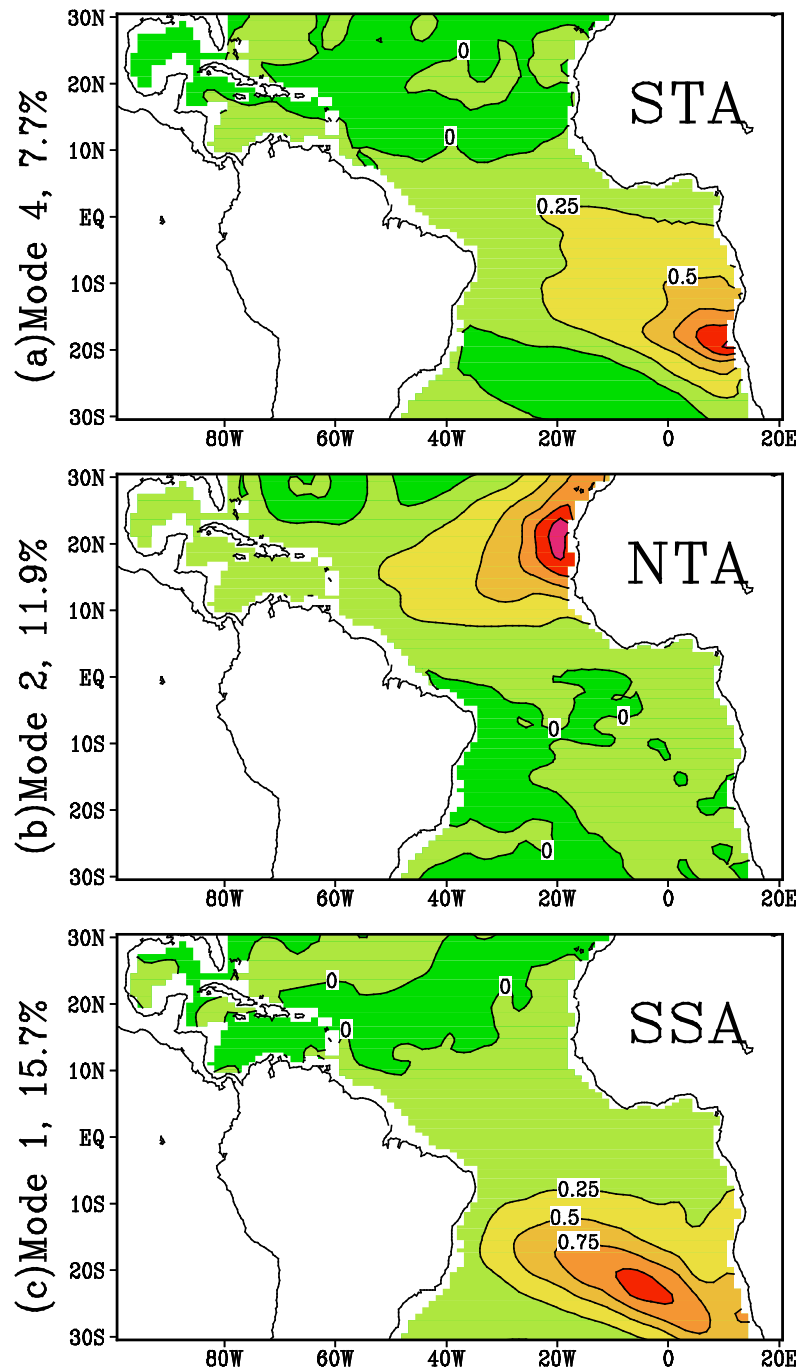 (a)Mode 4, 7.7%
30N
20N
10N
EQ
10S
20S
30S
0
0
0.25
0.5
STA
80W 60W 40W 20W 0 20E
(b)Mode 2, 11.9%
30N
20N
10N
EQ
10S
20S
30S
NTA
0
0
0
80W 60W 40W 20W 0 20E
(c)Mode 1, 15.7%
30N
20N
10N
EQ
10S
20S
30S
0
0
0
SSA
0.25
0.5
0.75
80W 60W 40W 20W 0 20E